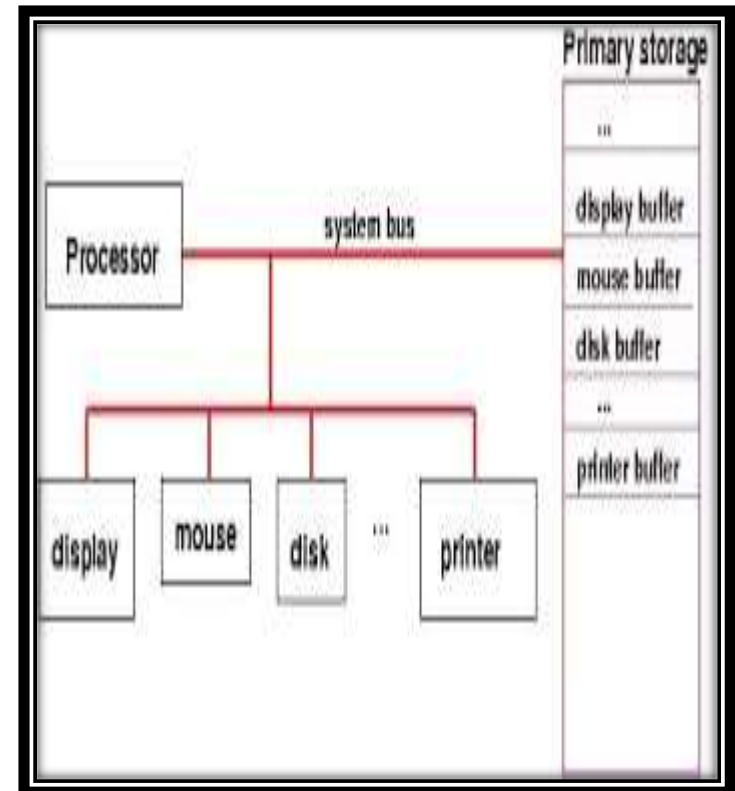 Primary storage
...
display buffer
mouse buffer
disk buffer
...
printer buffer
system bus
Processor
display
mouse
disk
...
printer